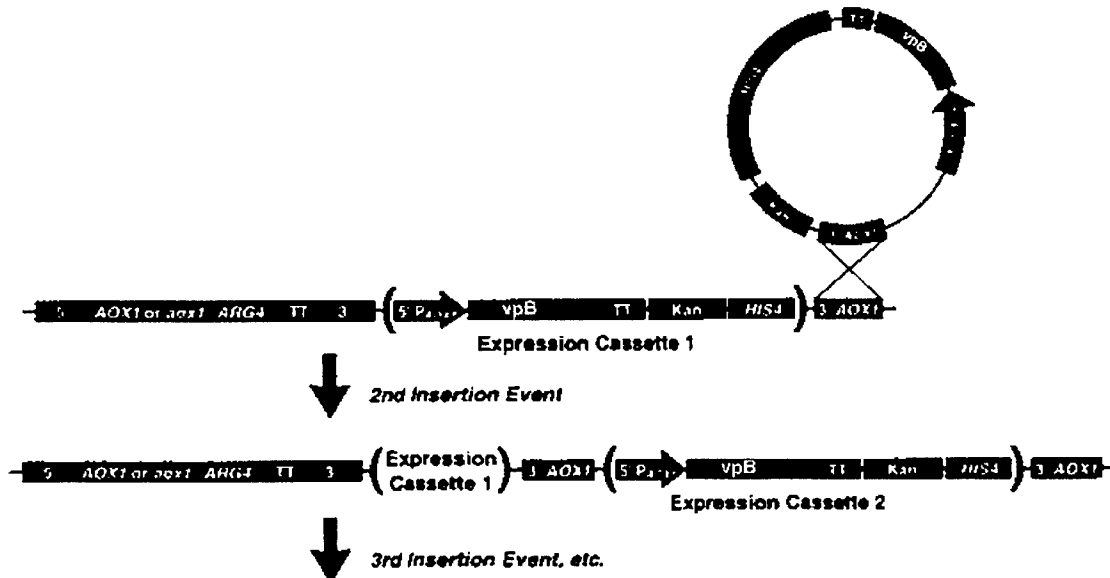 TT vpB
5 AOX1 or aox1 ARG4 TT 3 ( 5' vpB TT Kan HIS4 ) 3 AOX1
Expression Cassette 1
2nd Insertion Event
5 AOX1 or aox1 ARG4 TT 3 ( Expression Cassette 1 ) 3 AOX1 ( 5' vpB TT Kan HIS4 ) 3 AOX1
Expression Cassette 2
3rd Insertion Event, etc.